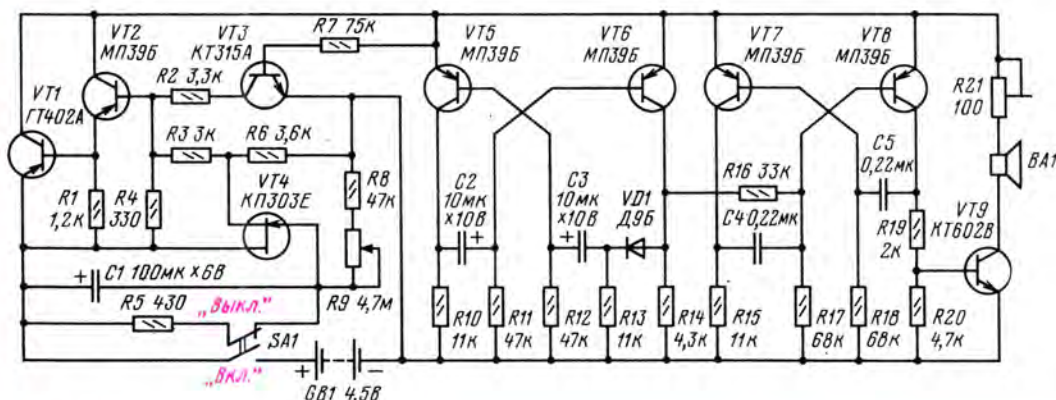 VT1
ГТ402А
VT2
МП39Б
VT3
КТ315А
R7 75к
R2 3,3к
R3 3к
R6 3,6к
R1
1,2к
R4
330
VT4
КП303Е
R8
47к
C1 100мк ×6В
R5 430
„Выкл."
R9 4,7м
SA1
„Вкл."
+
GB1 4,5В
−
VT5
МП39Б
VT6
МП39Б
VT7
МП39Б
VT8
МП39Б
C2
10мк
×10В
+
C3
10мк
×10В
+
VD1
Д9Б
R16 33к
C4 0,22мк
C5
0,22мк
R19
2к
R21
100
BA1
VT9
КТ602В
R10
11к
R11
47к
R12
47к
R13
11к
R14
4,3к
R15
11к
R17
68к
R18
68к
R20
4,7к
+